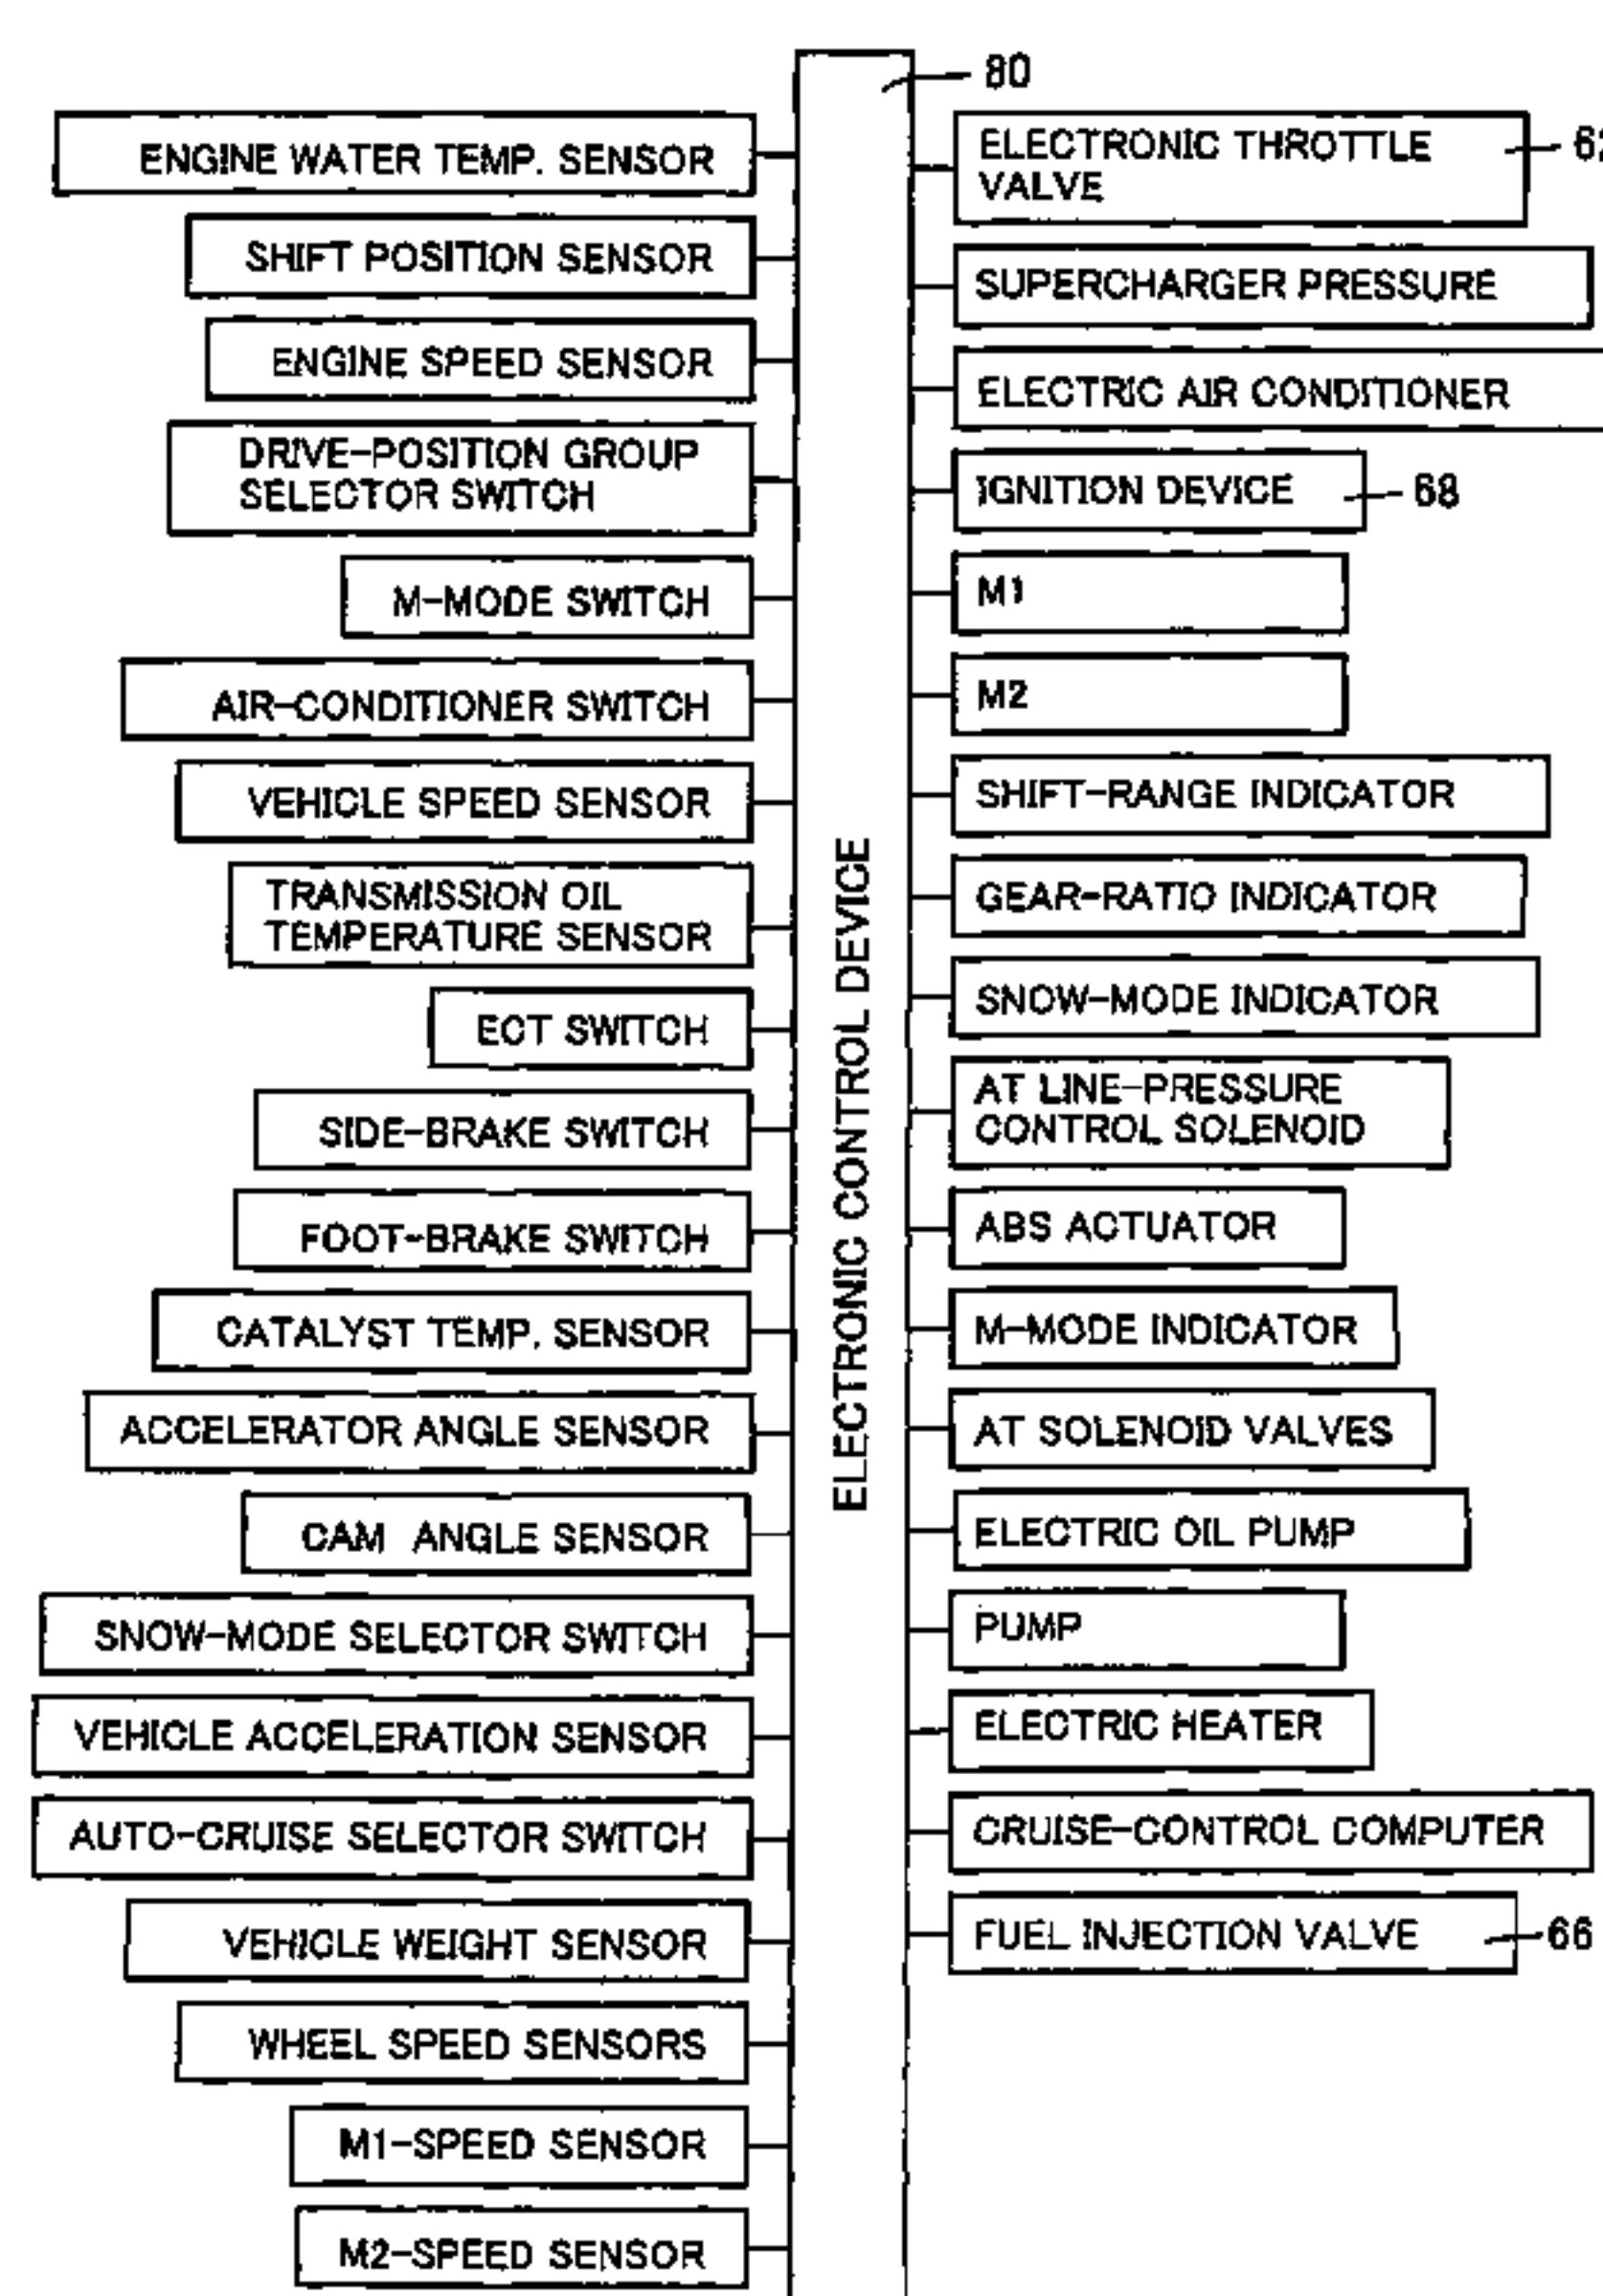 80
ENGINE WATER TEMP. SENSOR
SHIFT POSITION SENSOR
ENGINE SPEED SENSOR
DRIVE-POSITION GROUP
SELECTOR SWITCH
M-MODE SWITCH
AIR-CONDITIONER SWITCH
VEHICLE SPEED SENSOR
TRANSMISSION OIL
TEMPERATURE SENSOR
ECT SWITCH
SIDE-BRAKE SWITCH
FOOT-BRAKE SWITCH
CATALYST TEMP. SENSOR
ACCELERATOR ANGLE SENSOR
CAM ANGLE SENSOR
SNOW-MODE SELECTOR SWITCH
VEHICLE ACCELERATION SENSOR
AUTO-CRUISE SELECTOR SWITCH
VEHICLE WEIGHT SENSOR
WHEEL SPEED SENSORS
M1-SPEED SENSOR
M2-SPEED SENSOR
ELECTRONIC CONTROL DEVICE
ELECTRONIC THROTTLE
VALVE
62
SUPERCHARGER PRESSURE
ELECTRIC AIR CONDITIONER
IGNITION DEVICE
68
M1
M2
SHIFT-RANGE INDICATOR
GEAR-RATIO INDICATOR
SNOW-MODE INDICATOR
AT LINE-PRESSURE
CONTROL SOLENOID
ABS ACTUATOR
M-MODE INDICATOR
AT SOLENOID VALVES
ELECTRIC OIL PUMP
PUMP
ELECTRIC HEATER
CRUISE-CONTROL COMPUTER
FUEL INJECTION VALVE
66